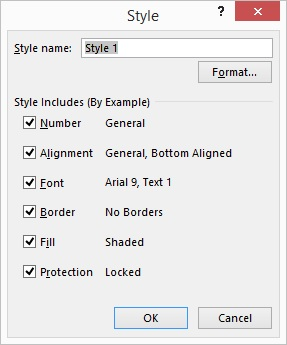 Style
?
Style name: Style 1
Format...
Style Includes (By Example)
Number General
Alignment General, Bottom Aligned
Font Arial 9, Text 1
Border No Borders
Fill Shaded
Protection Locked
OK Cancel